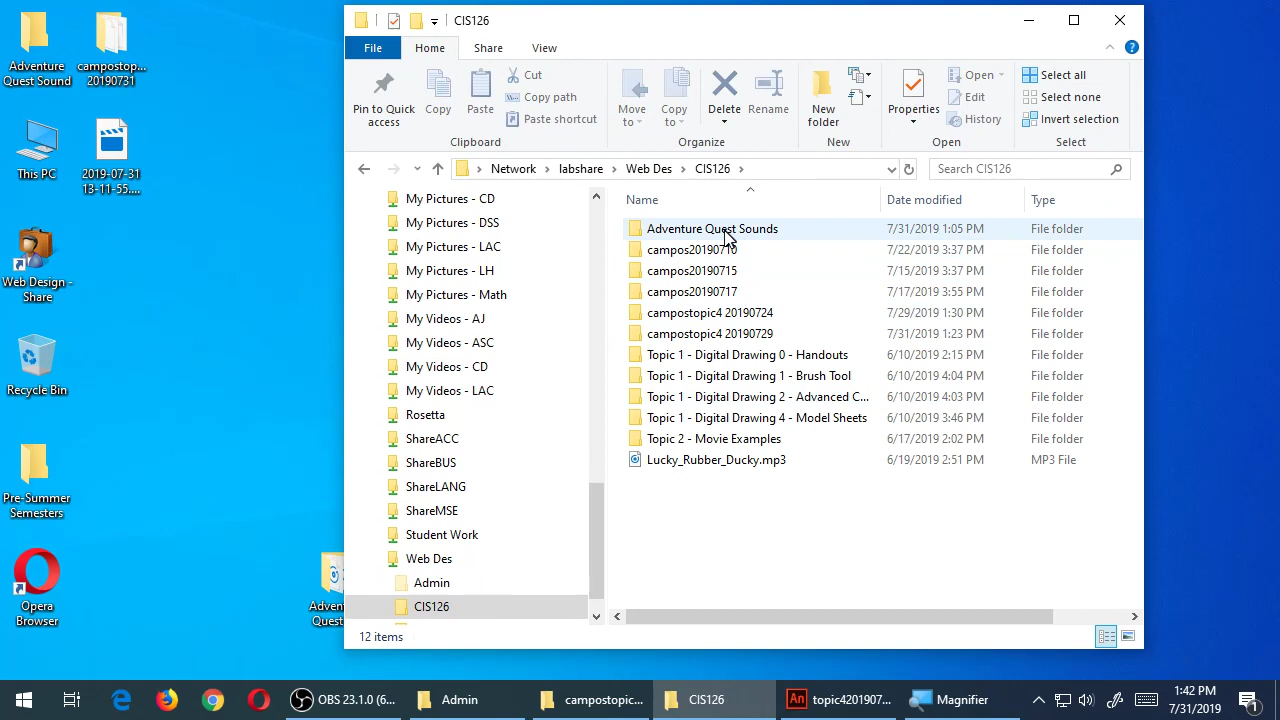 Adventure
Quest Sound
campostop...
20190731
This PC
2019-07-31
13-11-55....
Web Design -
Share
Recycle Bin
Pre-Summer
Semesters
Opera
Browser
Adven
Quest
CIS126
File
Home
Share
View
Pin to Quick
access
Copy
Paste
Cut
Copy path
Paste shortcut
Clipboard
Move
to
Copy
to
Delete
Rename
Organize
New
folder
New
Properties
Open
Edit
History
Open
Select all
Select none
Invert selection
Select
Network > labshare > Web Des > CIS126 >
Search CIS126
My Pictures - CD
My Pictures - DSS
My Pictures - LAC
My Pictures - LH
My Pictures - Math
My Videos - AJ
My Videos - ASC
My Videos - CD
My Videos - LAC
Rosetta
ShareACC
ShareBUS
ShareLANG
ShareMSE
Student Work
Web Des
Admin
CIS126
Name Date modified Type
Adventure Quest Sounds 7/31/2019 1:05 PM File folder
campos20190710 7/22/2019 3:37 PM File folder
campos20190715 7/15/2019 3:37 PM File folder
campos20190717 7/17/2019 3:55 PM File folder
campostopic4 20190724 7/29/2019 1:30 PM File folder
campostopic4 20190729 7/31/2019 1:23 PM File folder
Topic 1 - Digital Drawing 0 - Handouts 6/10/2019 2:15 PM File folder
Topic 1 - Digital Drawing 1 - Brush Tool 6/10/2019 4:04 PM File folder
Topic 1 - Digital Drawing 2 - Advanced C... 6/10/2019 4:03 PM File folder
Topic 1 - Digital Drawing 4 - Model Sheets 6/10/2019 3:46 PM File folder
Topic 2 - Movie Examples 6/17/2019 2:02 PM File folder
Lucky_Rubber_Ducky.mp3 6/19/2019 2:51 PM MP3 File
12 items
OBS 23.1.0 (6...
Admin
campostopic...
CIS126
An
topic4201907...
Magnifier
1:42 PM
7/31/2019
1